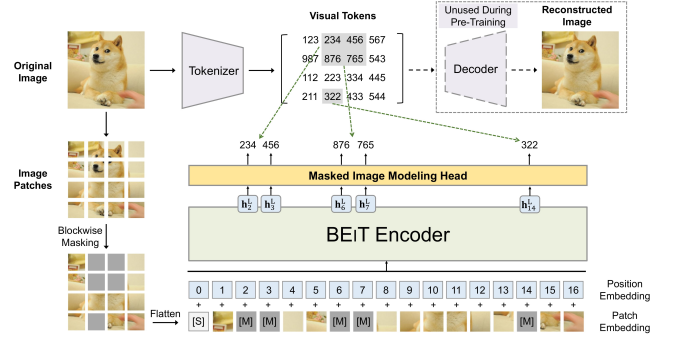 Visual Tokens
Unused During
Pre-Training
Reconstructed
Image
Original
Image
Tokenizer
123 234 456 567
987 876 765 543
112 223 334 445
211 322 433 544
Decoder
234 456 876 765 322
Image
Patches
Masked Image Modeling Head
h₂ᴸ h₃ᴸ h₆ᴸ h₇ᴸ h₁₄ᴸ
Blockwise
Masking
BEIT Encoder
0 1 2 3 4 5 6 7 8 9 10 11 12 13 14 15 16
Position
Embedding
+ + + + + + + + + + + + + + + + +
Flatten
[S] [M] [M] [M] [M] [M]
Patch
Embedding